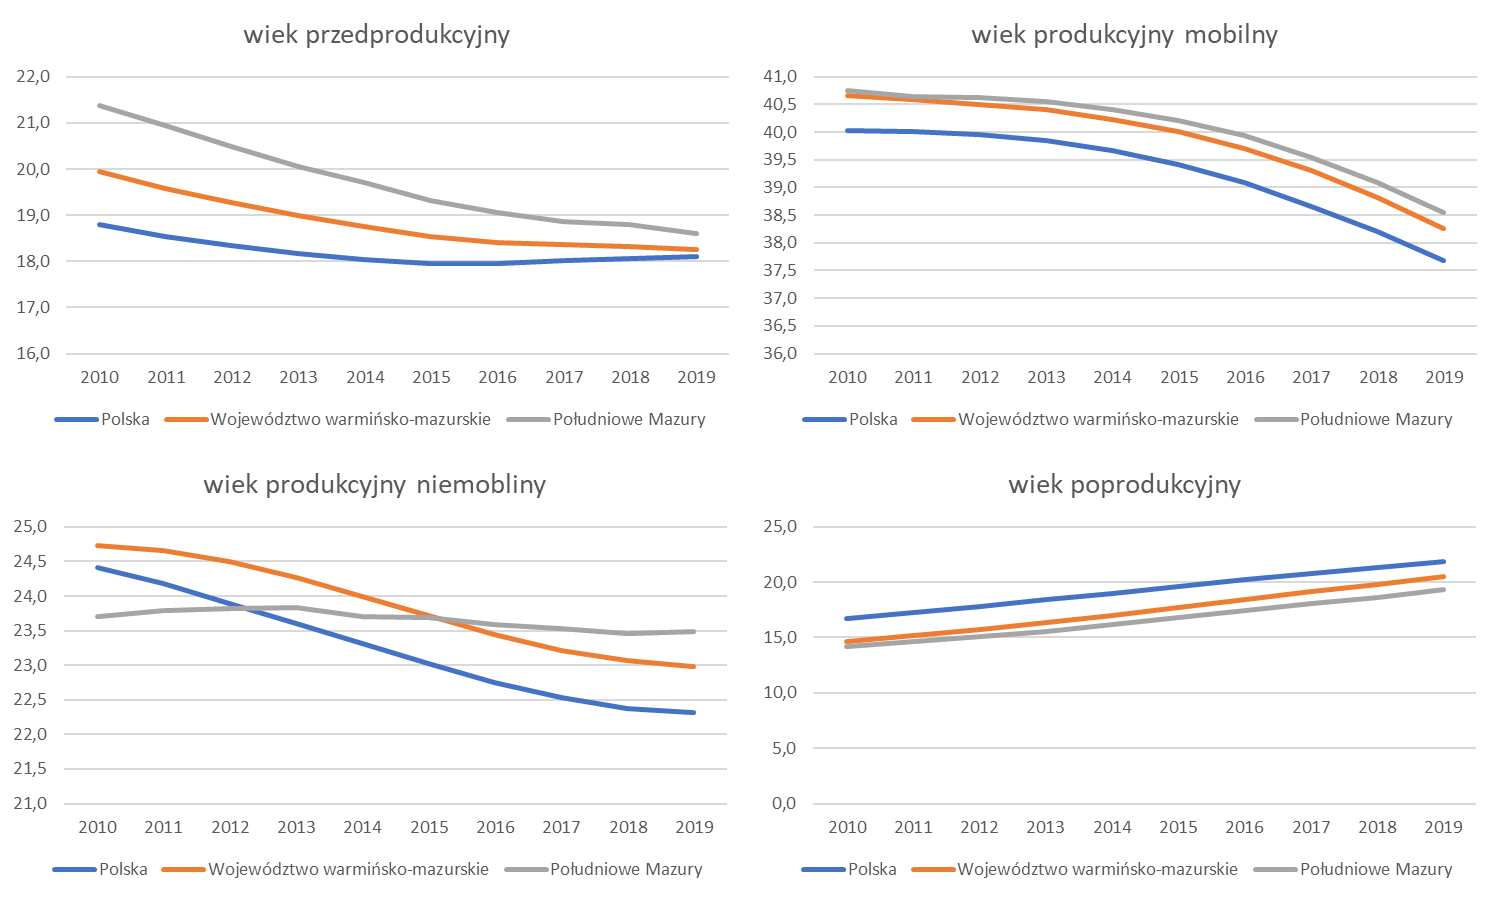 wiek przedprodukcyjny
22,0
21,0
20,0
19,0
18,0
17,0
16,0
2010 2011 2012 2013 2014 2015 2016 2017 2018 2019
Polska Województwo warmińsko-mazurskie Południowe Mazury
wiek produkcyjny mobilny
41,0
40,5
40,0
39,5
39,0
38,5
38,0
37,5
37,0
36,5
36,0
2010 2011 2012 2013 2014 2015 2016 2017 2018 2019
Polska Województwo warmińsko-mazurskie Południowe Mazury
wiek produkcyjny niemobliny
25,0
24,5
24,0
23,5
23,0
22,5
22,0
21,5
21,0
2010 2011 2012 2013 2014 2015 2016 2017 2018 2019
Polska Województwo warmińsko-mazurskie Południowe Mazury
wiek poprodukcyjny
25,0
20,0
15,0
10,0
5,0
0,0
2010 2011 2012 2013 2014 2015 2016 2017 2018 2019
Polska Województwo warmińsko-mazurskie Południowe Mazury